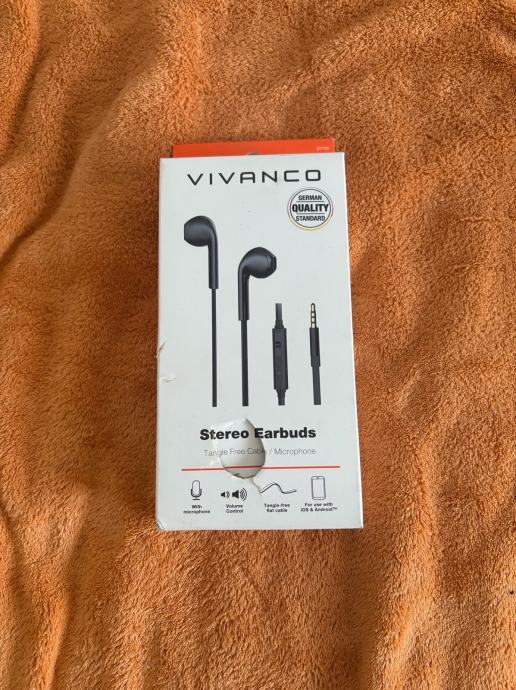 VIVANCO
GERMAN
QUALITY
STANDARD
Stereo Earbuds
Tangle Free Cable / Microphone
With
microphone
Volume
Control
Tangle-free
flat cable
For use with
iOS & Android™